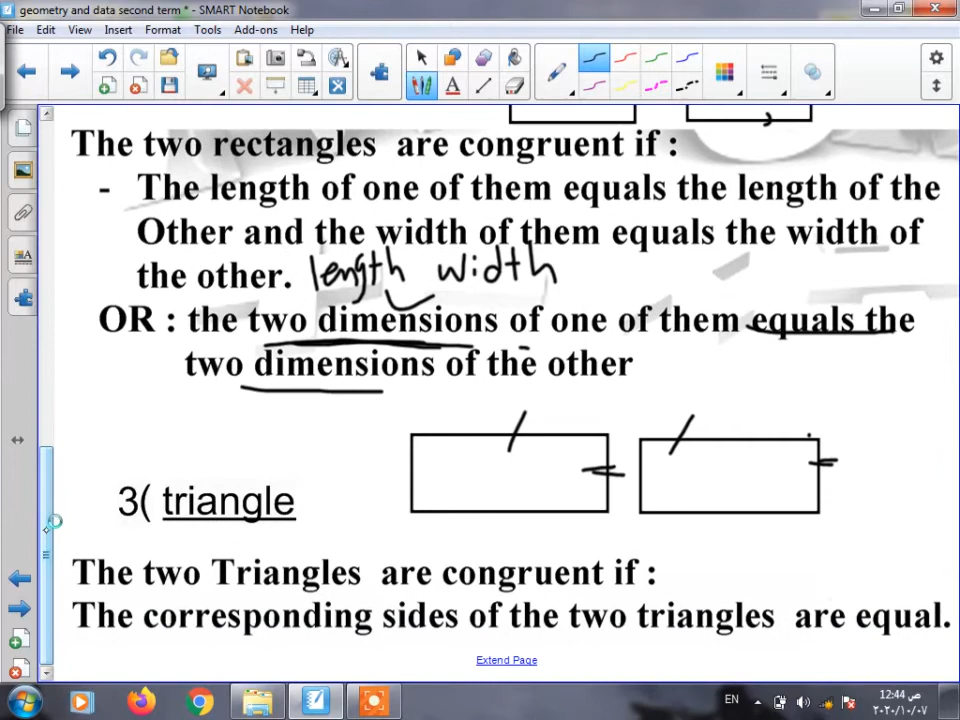 geometry and data second term * - SMART Notebook
File Edit View Insert Format Tools Add-ons Help
The two rectangles are congruent if :
- The length of one of them equals the length of the
Other and the width of them equals the width of
the other. length width
OR : the two dimensions of one of them equals the
two dimensions of the other
3( triangle
The two Triangles are congruent if :
The corresponding sides of the two triangles are equal.
Extend Page
EN
12:44 ص
٢٠٢٠/١٠/٠٧